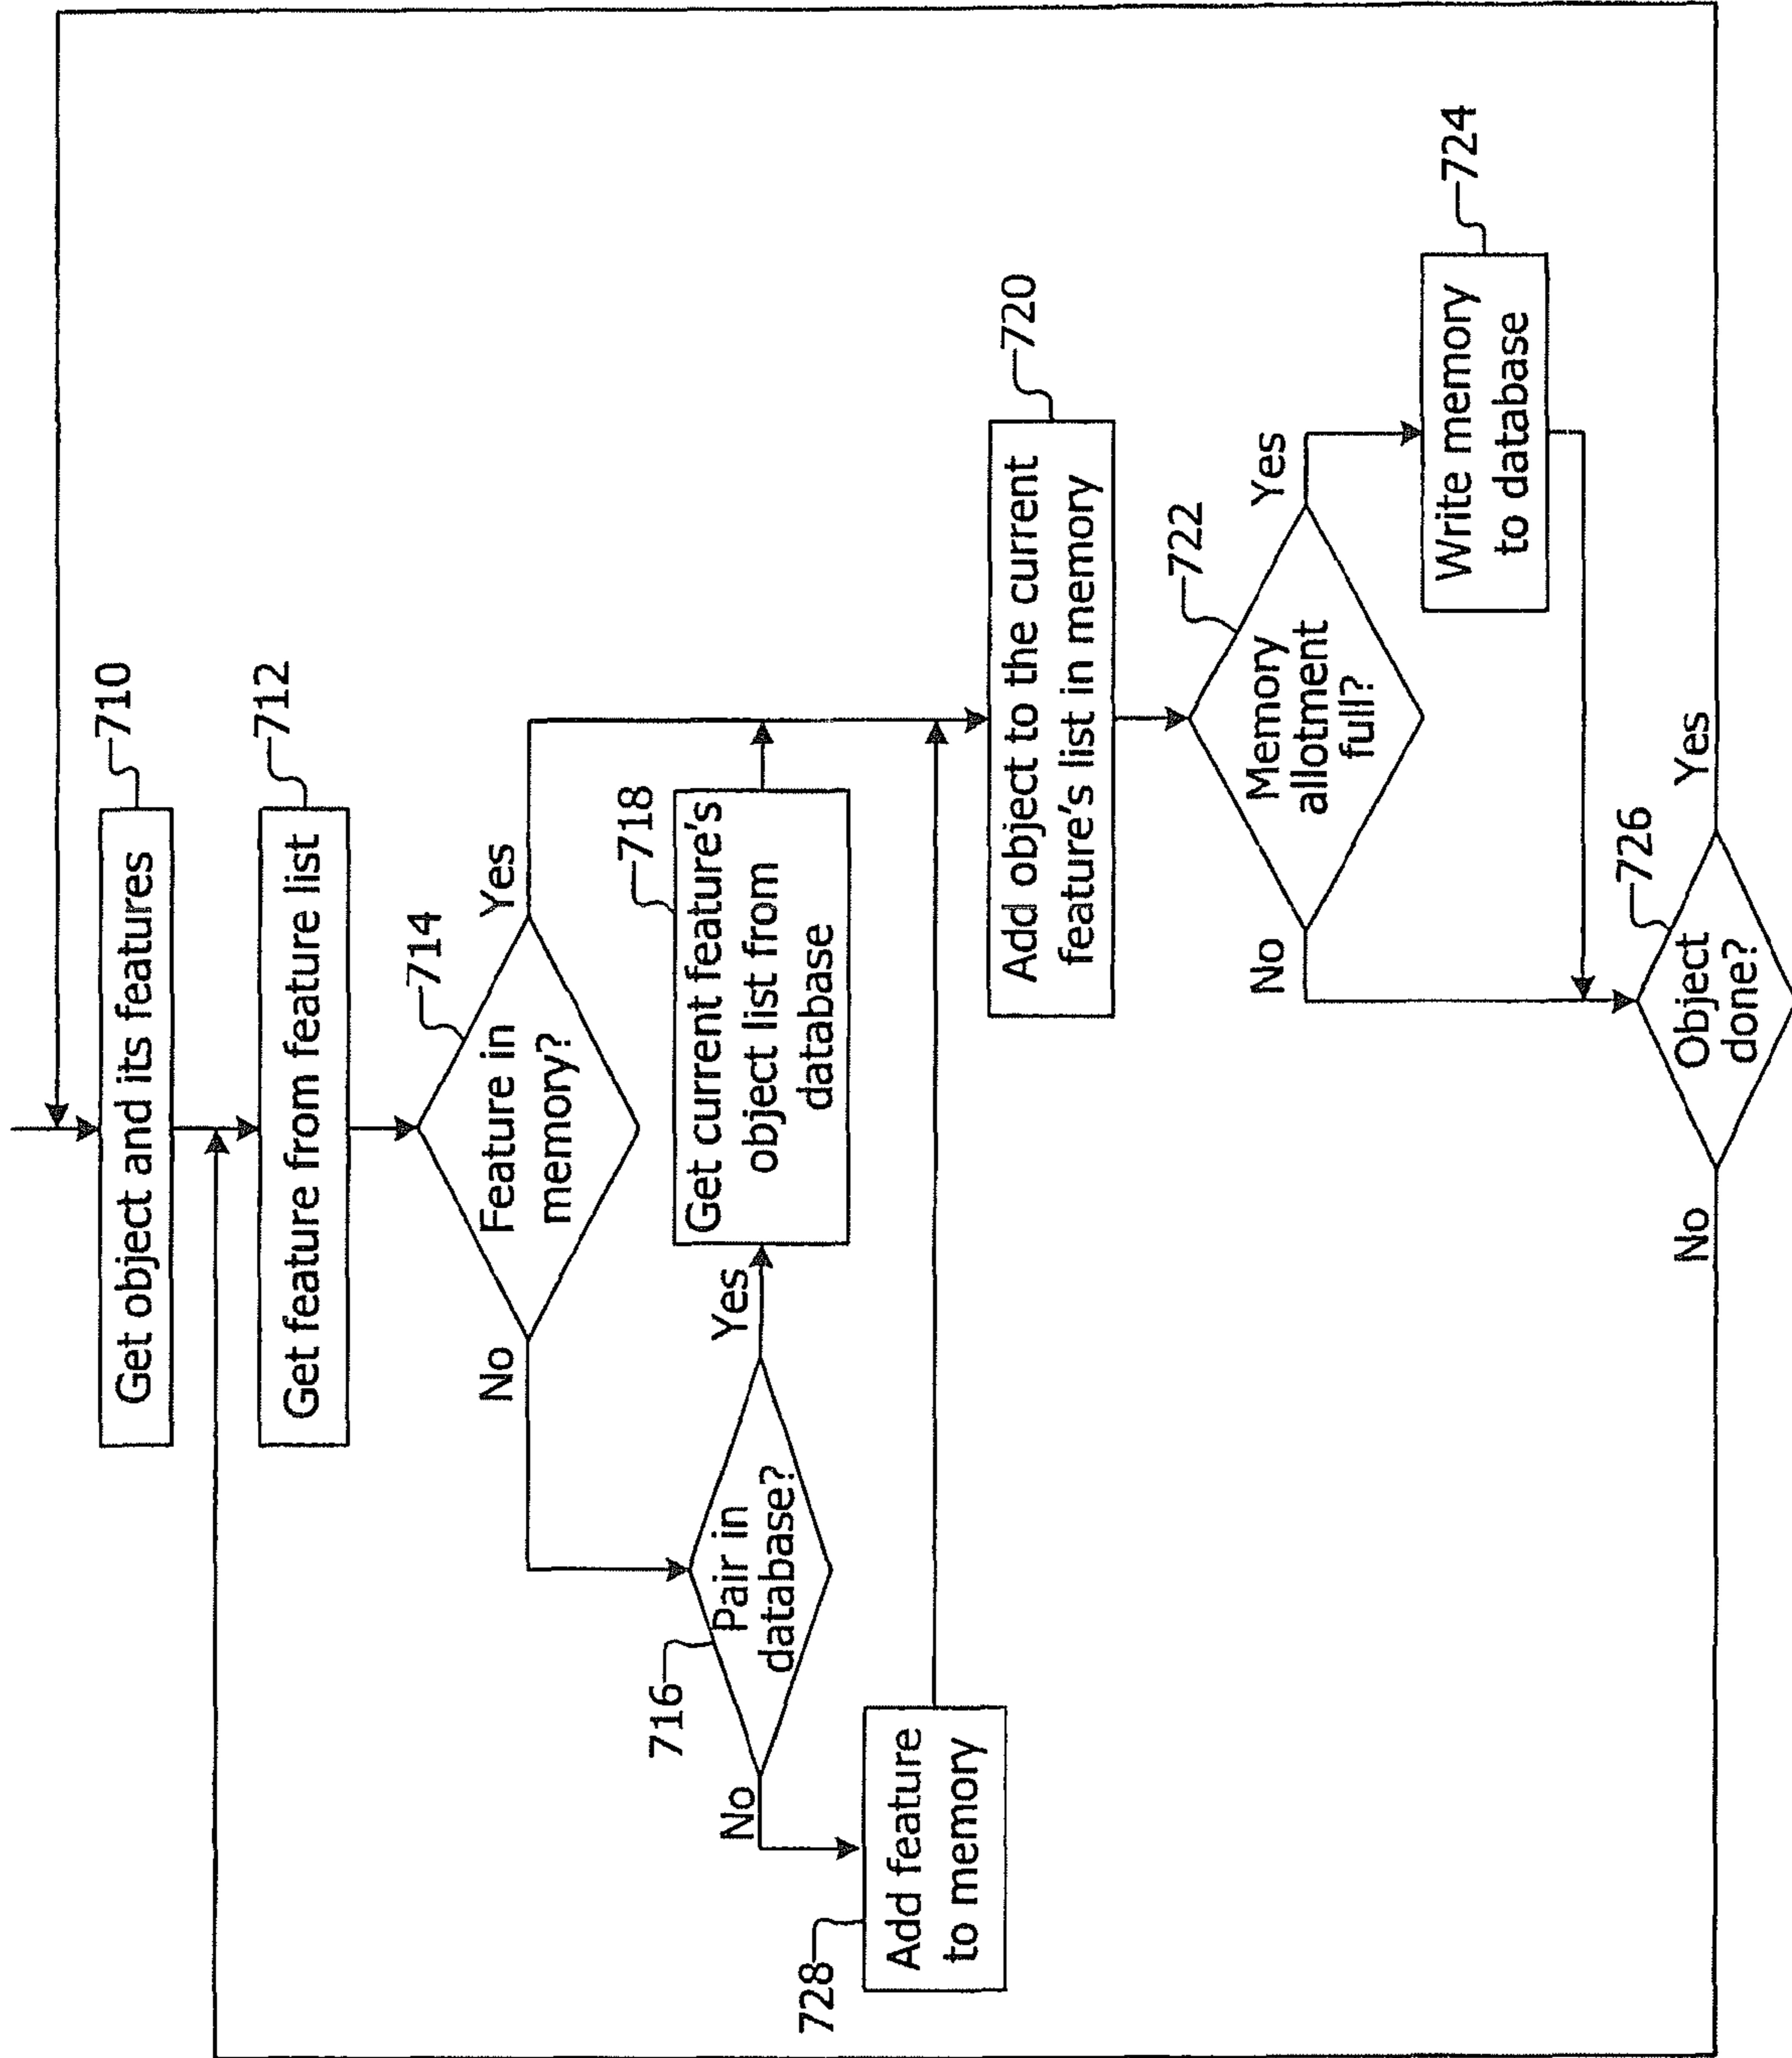 Get object and its features
710
Get feature from feature list
712
714
Feature in
memory?
Yes
No
716
Pair in
database?
Yes
No
718
Get current feature's
object list from
database
728
Add feature
to memory
720
Add object to the current
feature's list in memory
722
Memory
allotment
full?
Yes
No
724
Write memory
to database
726
Object
done?
Yes
No